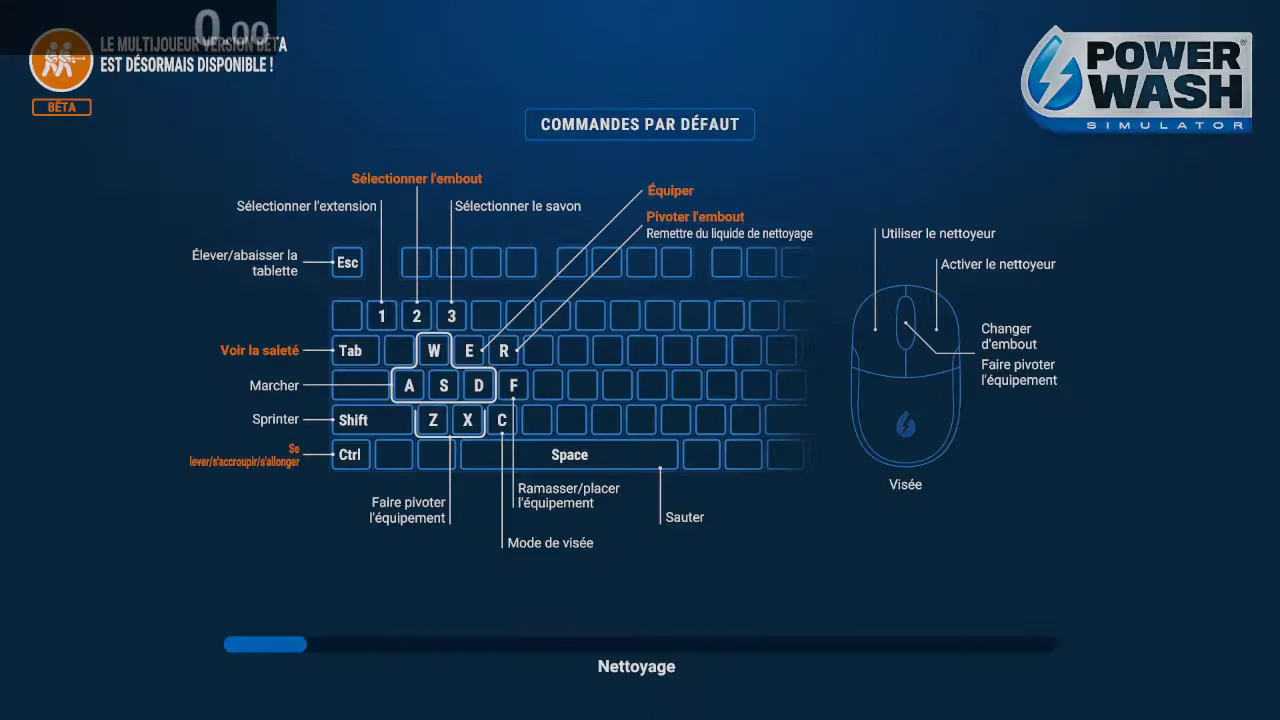 0.00
LE MULTIJOUEUR VERSION BÊTA
EST DÉSORMAIS DISPONIBLE !
BÊTA
POWER
WASH
®
SIMULATOR
COMMANDES PAR DÉFAUT
Sélectionner l'embout
Sélectionner l'extension
Sélectionner le savon
Équiper
Pivoter l'embout
Remettre du liquide de nettoyage
Élever/abaisser la
tablette
Esc
1 2 3
Voir la saleté
Tab W E R
Marcher
A S D F
Sprinter
Shift Z X C
Se
lever/s'accroupir/s'allonger
Ctrl Space
Faire pivoter
l'équipement
Ramasser/placer
l'équipement
Mode de visée
Sauter
Utiliser le nettoyeur
Activer le nettoyeur
Changer
d'embout
Faire pivoter
l'équipement
Visée
Nettoyage